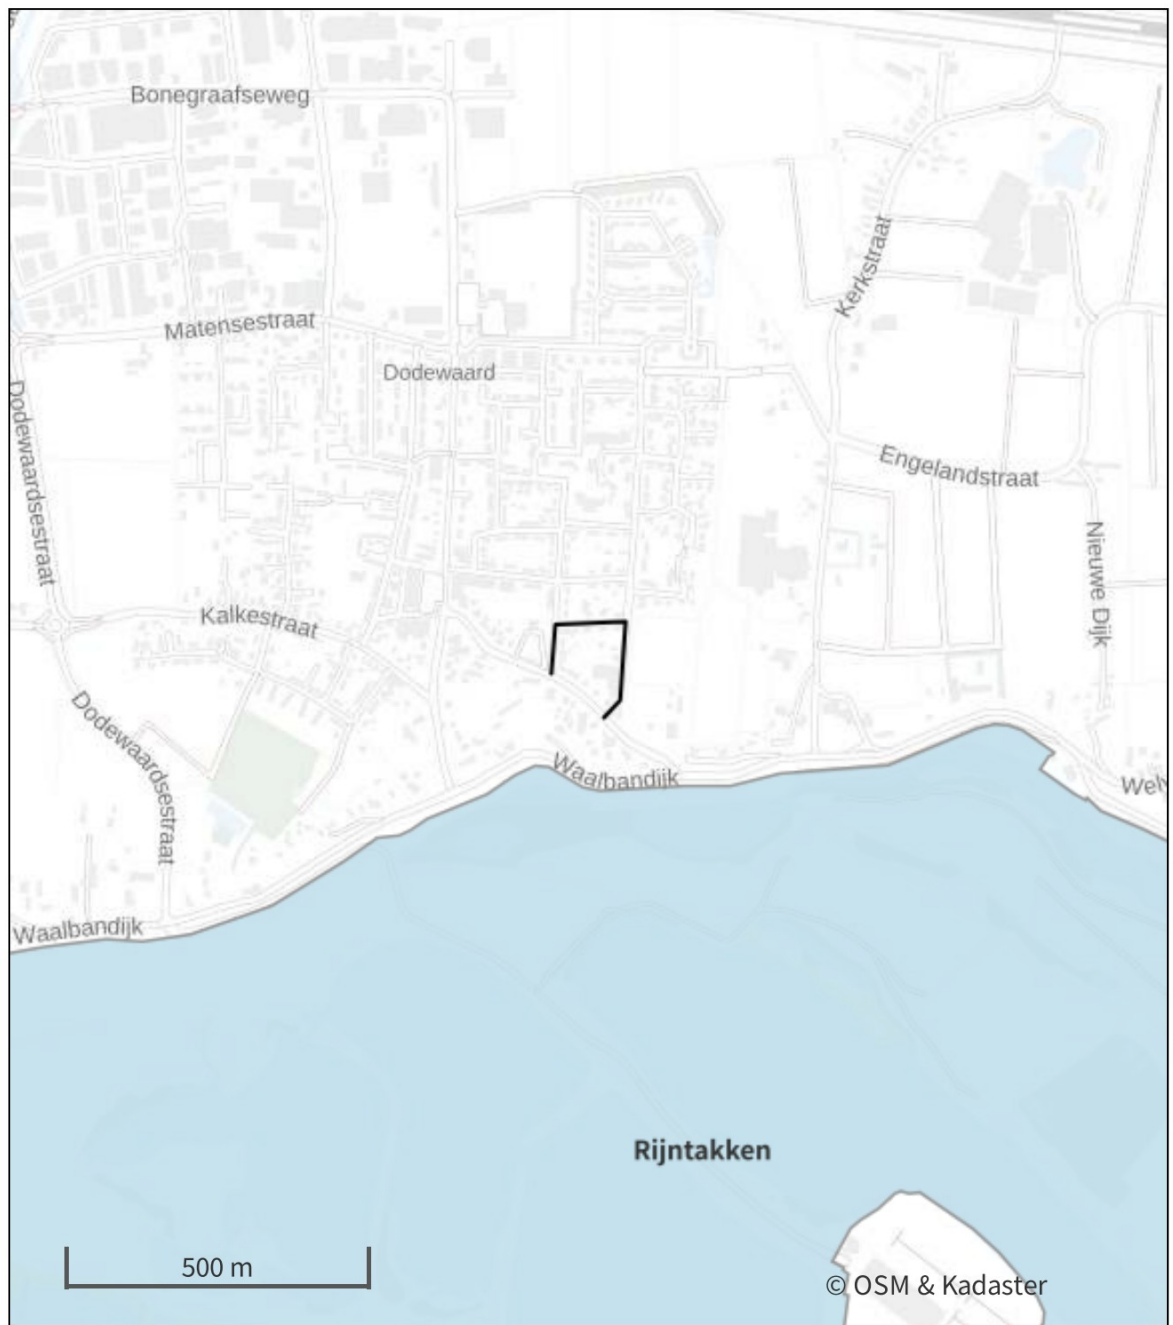 Bonegraafseweg
Kerkstraat
Matensestraat
Dodewaard
Dodewaardsestraat
Engelandstraat
Nieuwe Dijk
Kalkestraat
Dodewaardsestraat
Waalbandijk
Waalbandijk
Rijntakken
500 m
© OSM & Kadaster